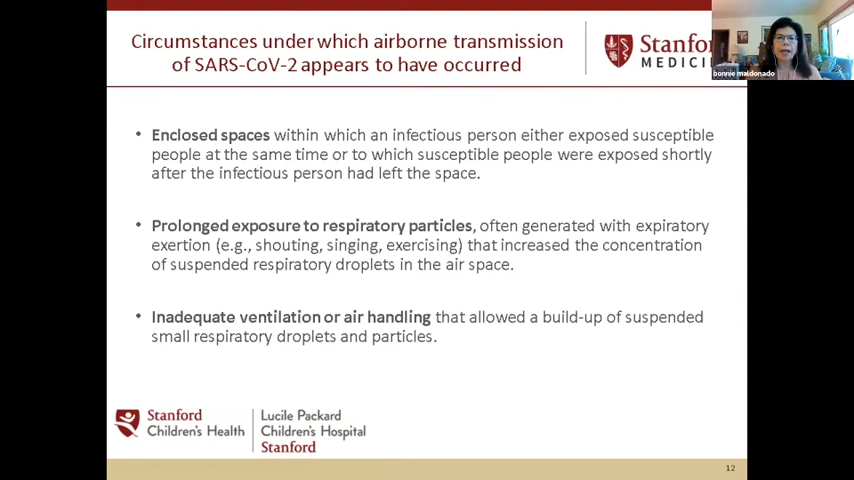 Circumstances under which airborne transmission
of SARS-CoV-2 appears to have occurred
Stanfor
MEDICI
bonnie maldonado
• Enclosed spaces within which an infectious person either exposed susceptible
people at the same time or to which susceptible people were exposed shortly
after the infectious person had left the space.
• Prolonged exposure to respiratory particles, often generated with expiratory
exertion (e.g., shouting, singing, exercising) that increased the concentration
of suspended respiratory droplets in the air space.
• Inadequate ventilation or air handling that allowed a build-up of suspended
small respiratory droplets and particles.
Stanford
Children's Health
Lucile Packard
Children's Hospital
Stanford
12